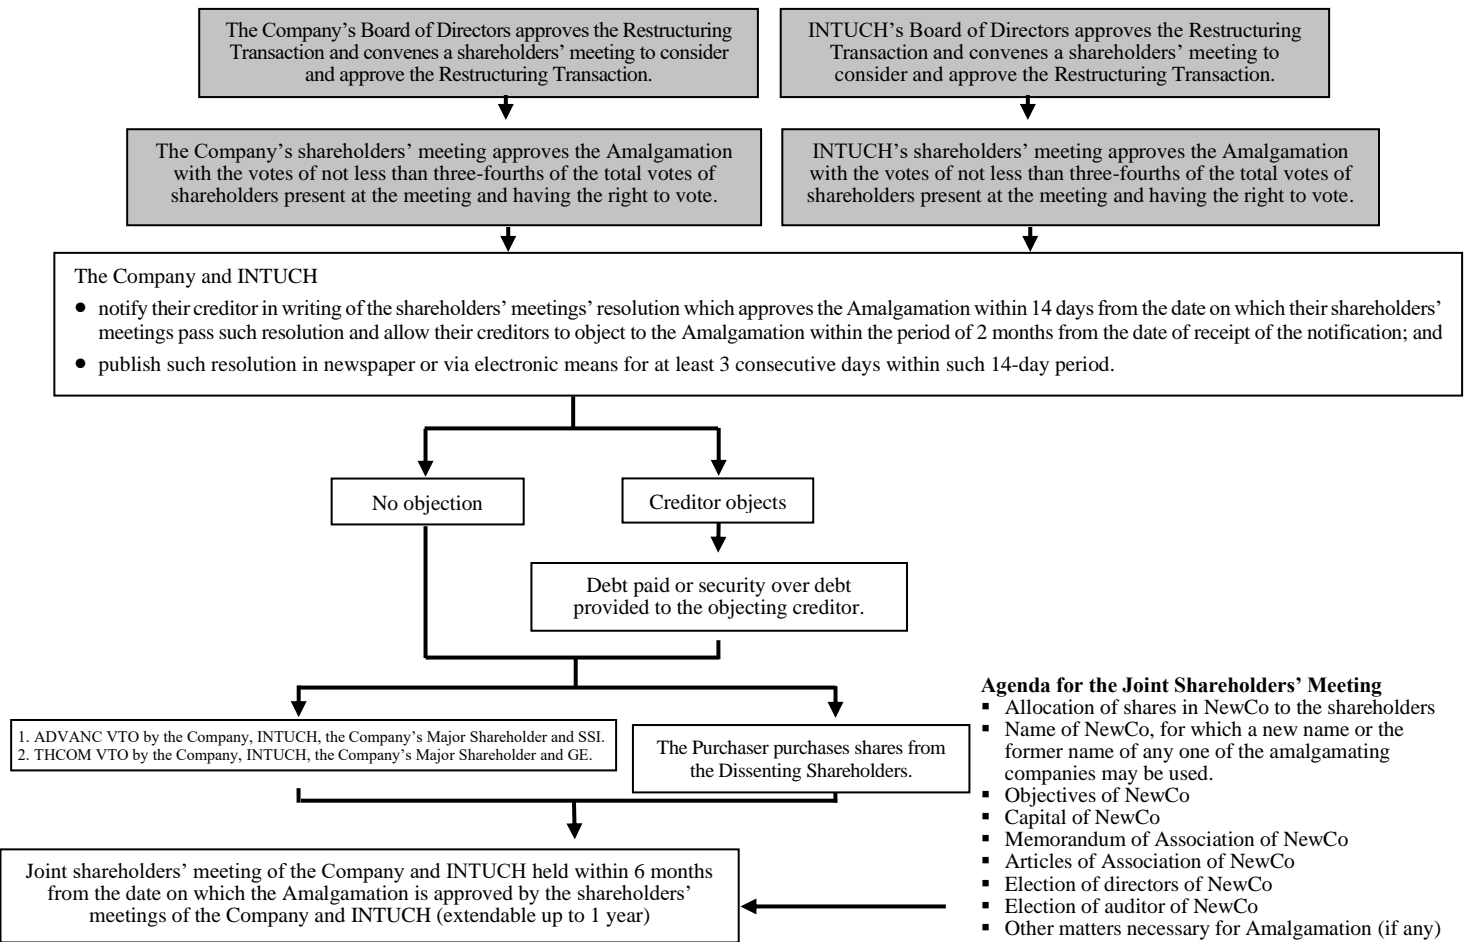 The Company’s Board of Directors approves the Restructuring
Transaction and convenes a shareholders’ meeting to consider
and approve the Restructuring Transaction.
INTUCH’s Board of Directors approves the Restructuring
Transaction and convenes a shareholders’ meeting to
consider and approve the Restructuring Transaction.
The Company’s shareholders’ meeting approves the Amalgamation
with the votes of not less than three-fourths of the total votes of
shareholders present at the meeting and having the right to vote.
INTUCH’s shareholders’ meeting approves the Amalgamation
with the votes of not less than three-fourths of the total votes of
shareholders present at the meeting and having the right to vote.
The Company and INTUCH
● notify their creditor in writing of the shareholders’ meetings’ resolution which approves the Amalgamation within 14 days from the date on which their shareholders’
meetings pass such resolution and allow their creditors to object to the Amalgamation within the period of 2 months from the date of receipt of the notification; and
● publish such resolution in newspaper or via electronic means for at least 3 consecutive days within such 14-day period.
No objection
Creditor objects
Debt paid or security over debt
provided to the objecting creditor.
1. ADVANC VTO by the Company, INTUCH, the Company’s Major Shareholder and SSI.
2. THCOM VTO by the Company, INTUCH, the Company’s Major Shareholder and GE.
The Purchaser purchases shares from
the Dissenting Shareholders.
Joint shareholders’ meeting of the Company and INTUCH held within 6 months
from the date on which the Amalgamation is approved by the shareholders’
meetings of the Company and INTUCH (extendable up to 1 year)
Agenda for the Joint Shareholders’ Meeting
▪ Allocation of shares in NewCo to the shareholders
▪ Name of NewCo, for which a new name or the
former name of any one of the amalgamating
companies may be used.
▪ Objectives of NewCo
▪ Capital of NewCo
▪ Memorandum of Association of NewCo
▪ Articles of Association of NewCo
▪ Election of directors of NewCo
▪ Election of auditor of NewCo
▪ Other matters necessary for Amalgamation (if any)